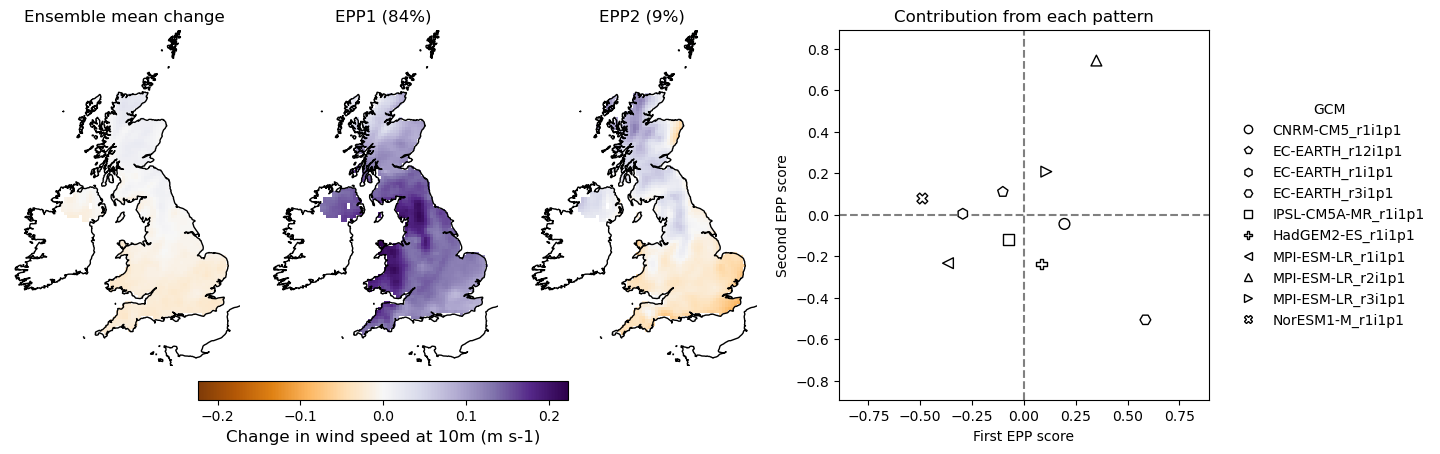 Ensemble mean change
EPP1 (84%)
EPP2 (9%)
Contribution from each pattern
−0.2
−0.1
0.0
0.1
0.2
Change in wind speed at 10m (m s-1)
Second EPP score
0.8
0.6
0.4
0.2
0.0
−0.2
−0.4
−0.6
−0.8
−0.75
−0.50
−0.25
0.00
0.25
0.50
0.75
First EPP score
GCM
CNRM-CM5_r1i1p1
EC-EARTH_r12i1p1
EC-EARTH_r1i1p1
EC-EARTH_r3i1p1
IPSL-CM5A-MR_r1i1p1
HadGEM2-ES_r1i1p1
MPI-ESM-LR_r1i1p1
MPI-ESM-LR_r2i1p1
MPI-ESM-LR_r3i1p1
NorESM1-M_r1i1p1